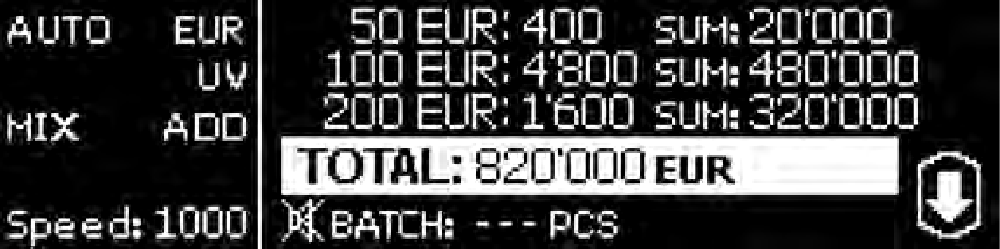 AUTO EUR
UV
MIX ADD
Speed: 1000
50 EUR: 400 SUM: 20'000
100 EUR: 4'800 SUM: 480'000
200 EUR: 1'600 SUM: 320'000
TOTAL: 820'000 EUR
BATCH: --- PCS